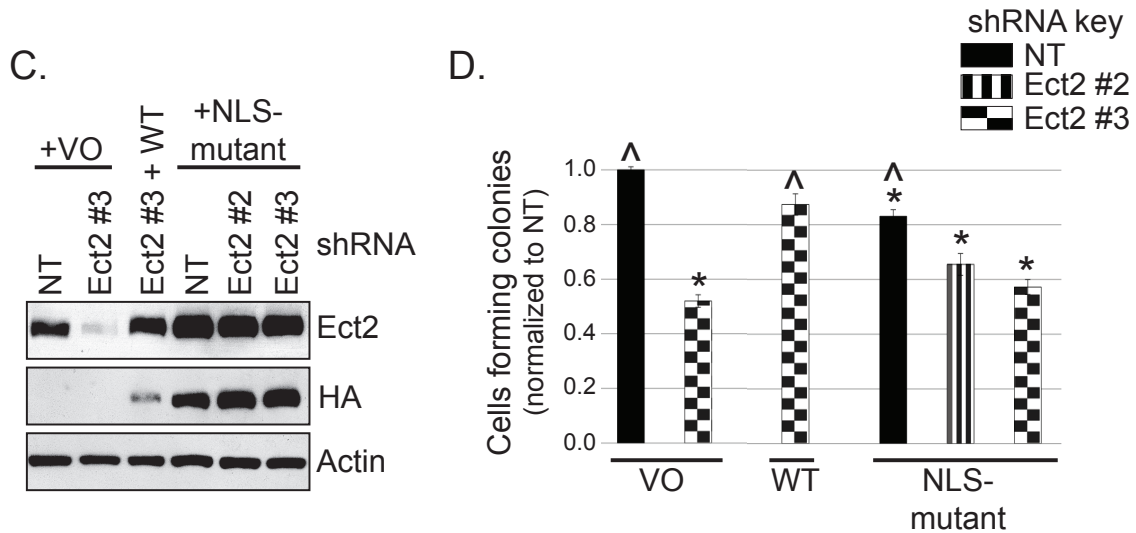 C.
+VO
Ect2 #3 + WT
+NLS-
mutant
NT
Ect2 #3
NT
Ect2 #2
Ect2 #3
shRNA
Ect2
HA
Actin
D.
shRNA key
NT
Ect2 #2
Ect2 #3
Cells forming colonies
(normalized to NT)
1.0
0.8
0.6
0.4
0.2
0.0
^
*
^
^
*
*
*
VO
WT
NLS-
mutant